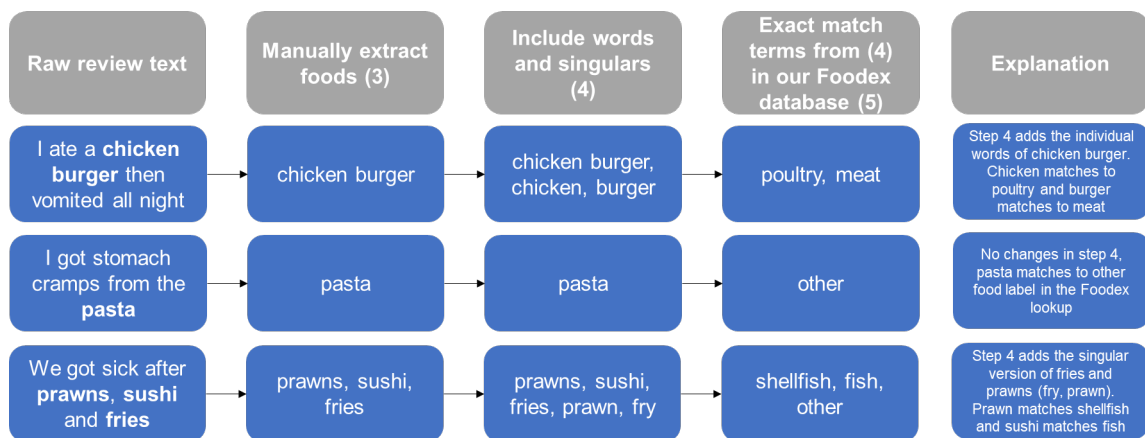 Raw review text
Manually extract
foods (3)
Include words
and singulars
(4)
Exact match
terms from (4)
in our Foodex
database (5)
Explanation
I ate a chicken
burger then
vomited all night
chicken burger
chicken burger,
chicken, burger
poultry, meat
Step 4 adds the individual
words of chicken burger.
Chicken matches to
poultry and burger
matches to meat
I got stomach
cramps from the
pasta
pasta
pasta
other
No changes in step 4,
pasta matches to other
food label in the Foodex
lookup
We got sick after
prawns, sushi
and fries
prawns, sushi,
fries
prawns, sushi,
fries, prawn, fry
shellfish, fish,
other
Step 4 adds the singular
version of fries and
prawns (fry, prawn).
Prawn matches shellfish
and sushi matches fish